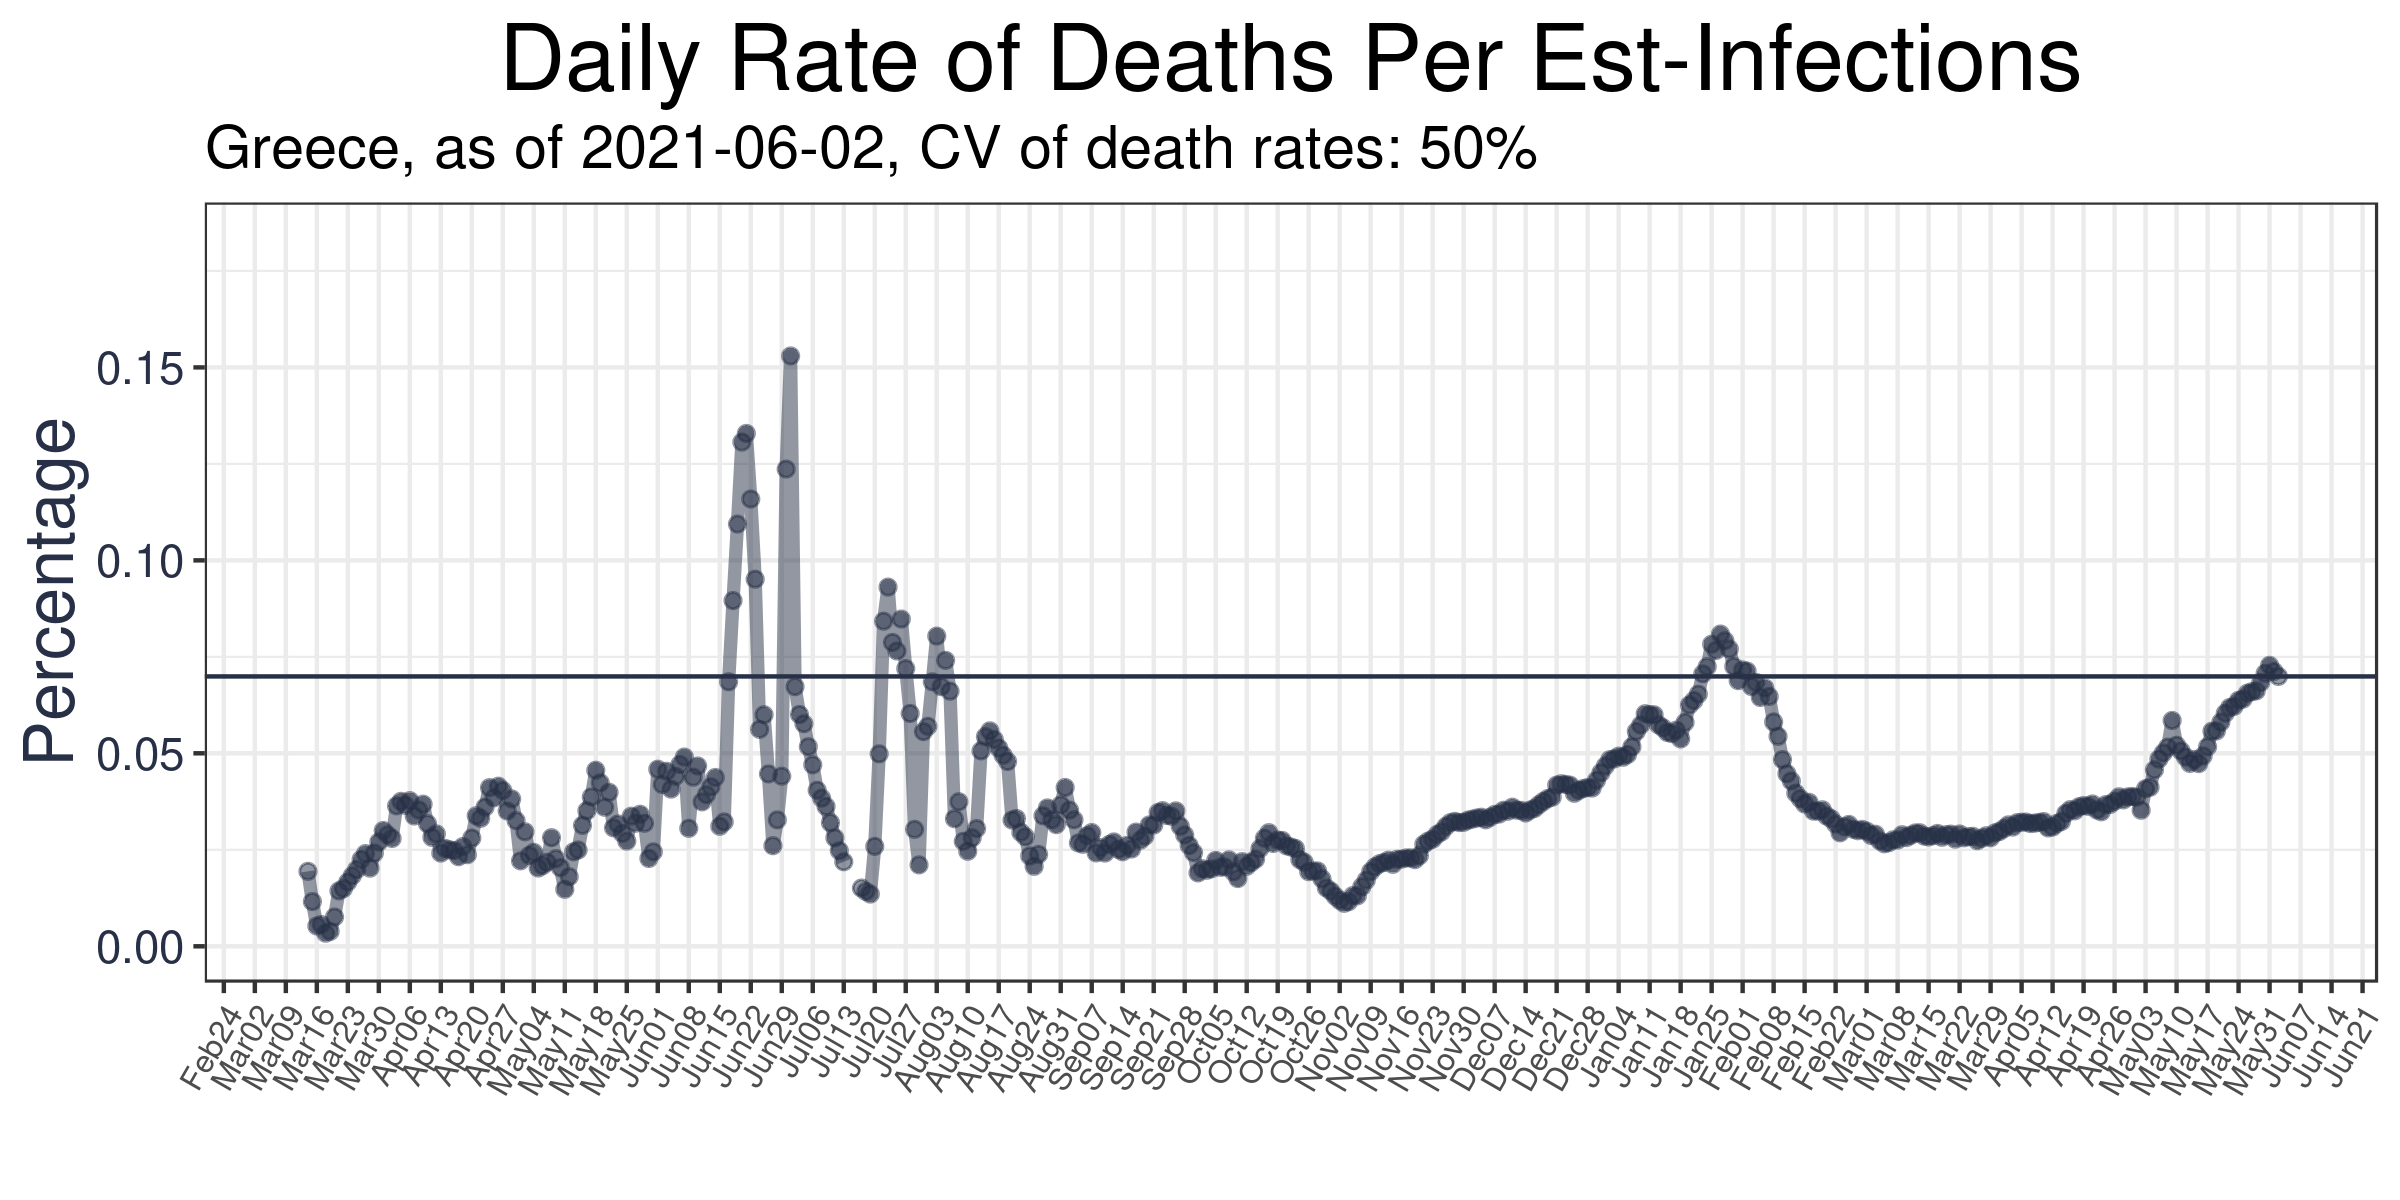 Daily Rate of Deaths Per Est-Infections
Greece, as of 2021-06-02, CV of death rates: 50%
Percentage
0.15
0.10
0.05
0.00
Feb24
Mar02
Mar09
Mar16
Mar23
Mar30
Apr06
Apr13
Apr20
Apr27
May04
May11
May18
May25
Jun01
Jun08
Jun15
Jun22
Jun29
Jul06
Jul13
Jul20
Jul27
Aug03
Aug10
Aug17
Aug24
Aug31
Sep07
Sep14
Sep21
Sep28
Oct05
Oct12
Oct19
Oct26
Nov02
Nov09
Nov16
Nov23
Nov30
Dec07
Dec14
Dec21
Dec28
Jan04
Jan11
Jan18
Jan25
Feb01
Feb08
Feb15
Feb22
Mar01
Mar08
Mar15
Mar22
Mar29
Apr05
Apr12
Apr19
Apr26
May03
May10
May17
May24
May31
Jun07
Jun14
Jun21